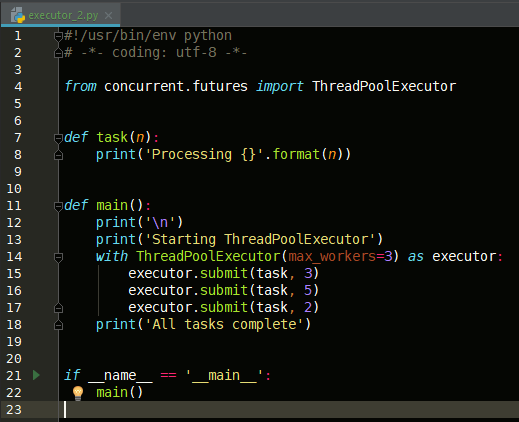 executor_2.py
1 #!/usr/bin/env python
2 # -*- coding: utf-8 -*-
3
4 from concurrent.futures import ThreadPoolExecutor
5
6
7 def task(n):
8     print('Processing {}'.format(n))
9
10
11 def main():
12     print('\n')
13     print('Starting ThreadPoolExecutor')
14     with ThreadPoolExecutor(max_workers=3) as executor:
15         executor.submit(task, 3)
16         executor.submit(task, 5)
17         executor.submit(task, 2)
18     print('All tasks complete')
19
20
21 if __name__ == '__main__':
22     main()
23